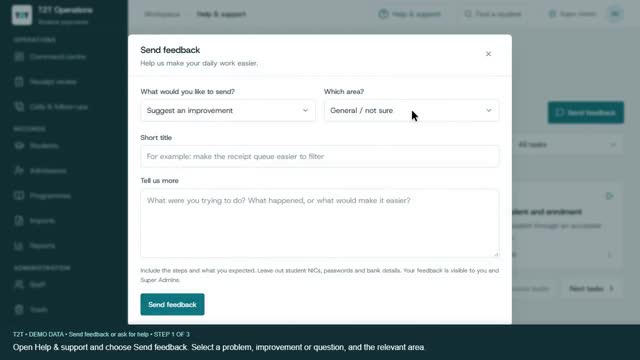 T2T Operations
Student payments
Workspace
Help & support
Help & support
Find a student
OPERATIONS
Command centre
Receipt review
Calls & follow-ups
RECORDS
Students
Admissions
Programmes
Imports
Reports
ADMINISTRATION
Staff
Trash
Send feedback
Help us make your daily work easier.
What would you like to send?
Which area?
Suggest an improvement
General / not sure
Short title
For example: make the receipt queue easier to filter
Tell us more
What were you trying to do? What happened, or what would make it easier?
Include the steps and what you expected. Leave out student NICs, passwords and bank details. Your feedback is visible to you and
Super Admins.
Send feedback
Send feedback
All tasks
Next tasks
T2T • DEMO DATA • Send feedback or ask for help • STEP 1 OF 3
Open Help & support and choose Send feedback. Select a problem, improvement or question, and the relevant area.